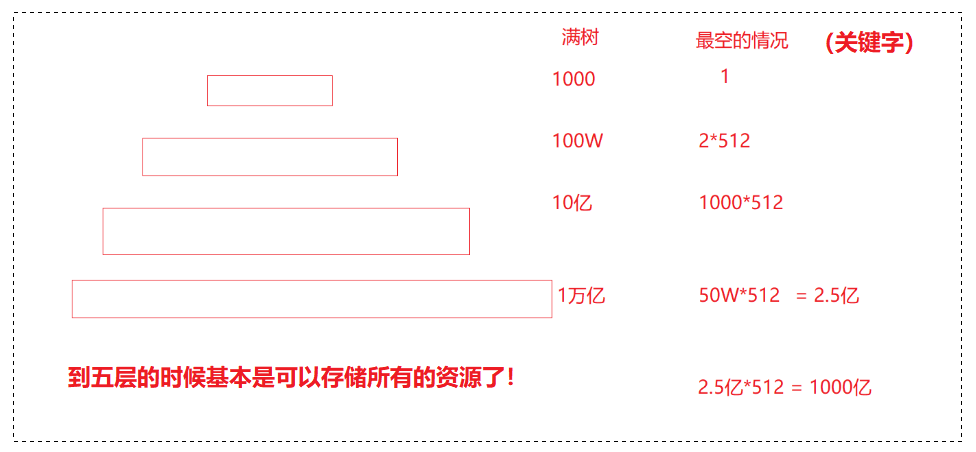 满树 最空的情况 （关键字）
1000 1
100W 2*512
10亿 1000*512
1万亿 50W*512 = 2.5亿
到五层的时候基本是可以存储所有的资源了！
2.5亿*512 = 1000亿